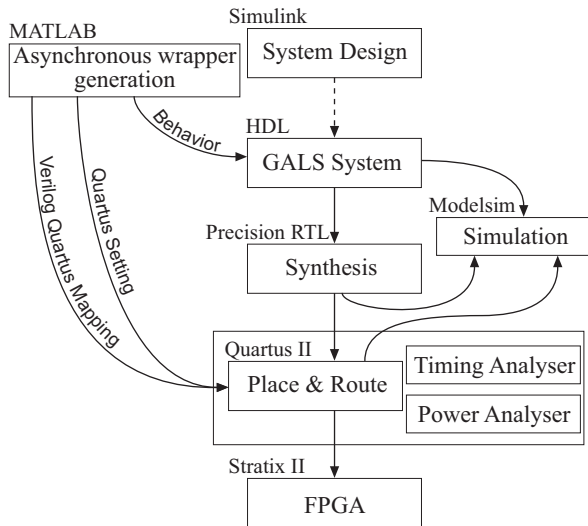 Simulink
MATLAB
System Design
Asynchronous wrapper
generation
Behavior
HDL
GALS System
Verilog Quartus Mapping
Quartus Setting
Modelsim
Simulation
Precision RTL
Synthesis
Quartus II
Place & Route
Timing Analyser
Power Analyser
Stratix II
FPGA